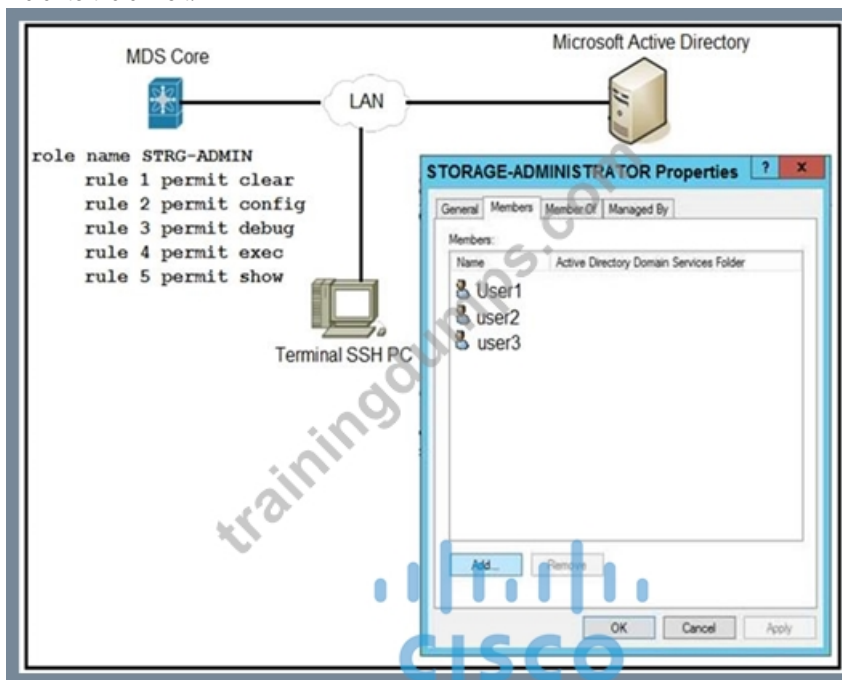 MDS Core
Microsoft Active Directory
LAN
role name STRG-ADMIN
rule 1 permit clear
rule 2 permit config
rule 3 permit debug
rule 4 permit exec
rule 5 permit show
Terminal SSH PC
STORAGE-ADMINISTRATOR Properties ? x
General Members Member Of Managed By
Members:
Name Active Directory Domain Services Folder
User1
user2
user3
Add... Remove
OK Cancel Apply
trainingdumps.com
CISCO